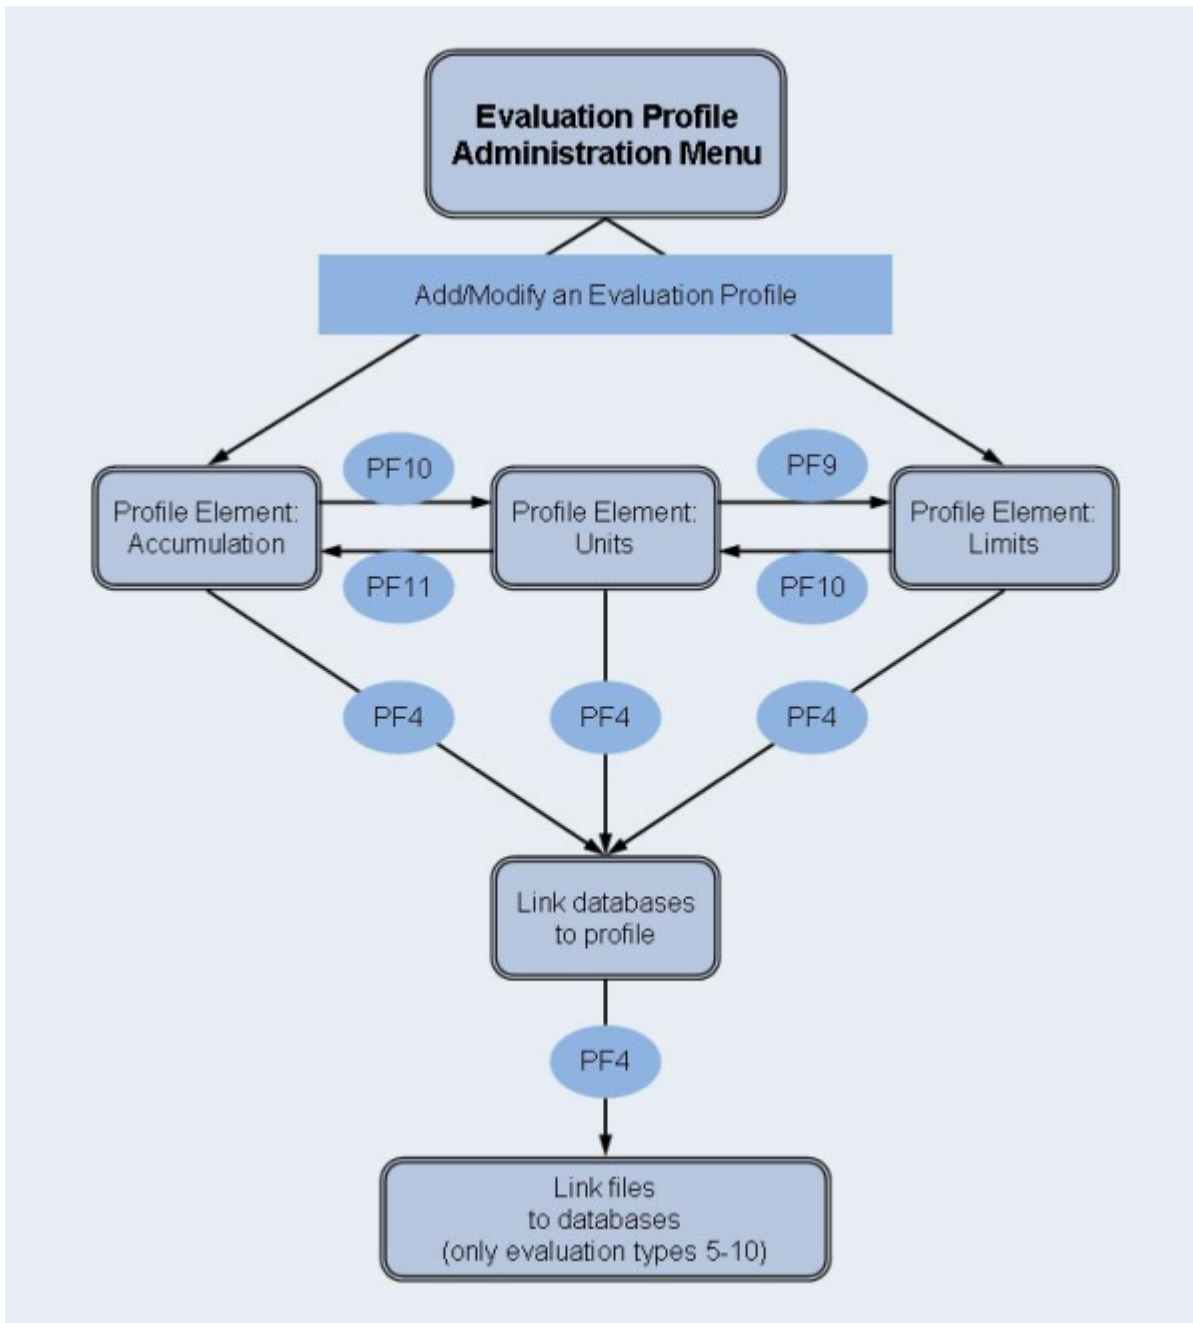 Evaluation Profile
Administration Menu
Add/Modify an Evaluation Profile
PF10
PF9
Profile Element:
Accumulation
Profile Element:
Units
Profile Element:
Limits
PF11
PF10
PF4
PF4
PF4
Link databases
to profile
PF4
Link files
to databases
(only evaluation types 5-10)